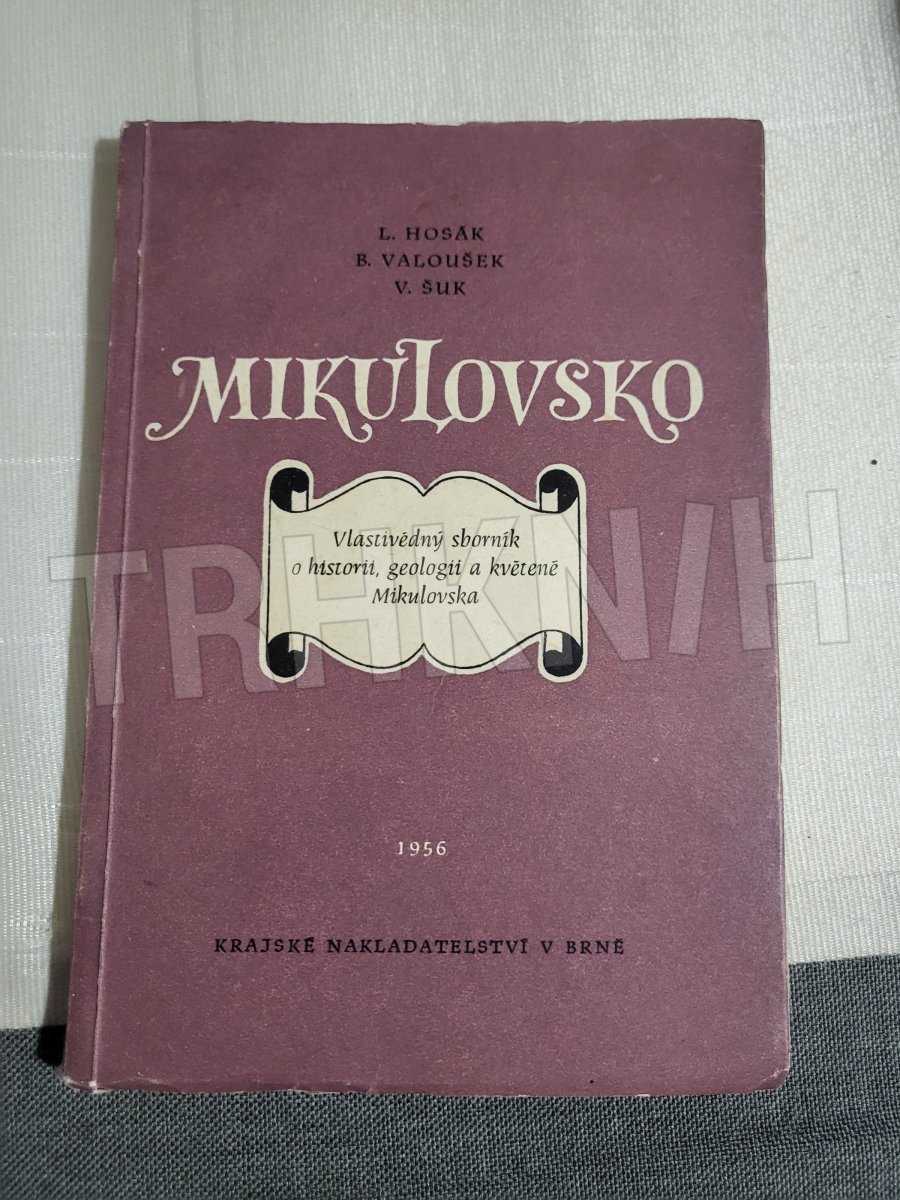 L. HOSÁK
B. VALOUŠEK
V. ŠUK
MIKULOVSKO
Vlastivědný sborník
o historii, geologii a květeně
Mikulovska
TRHKNIH
1956
KRAJSKÉ NAKLADATELSTVÍ V BRNĚ